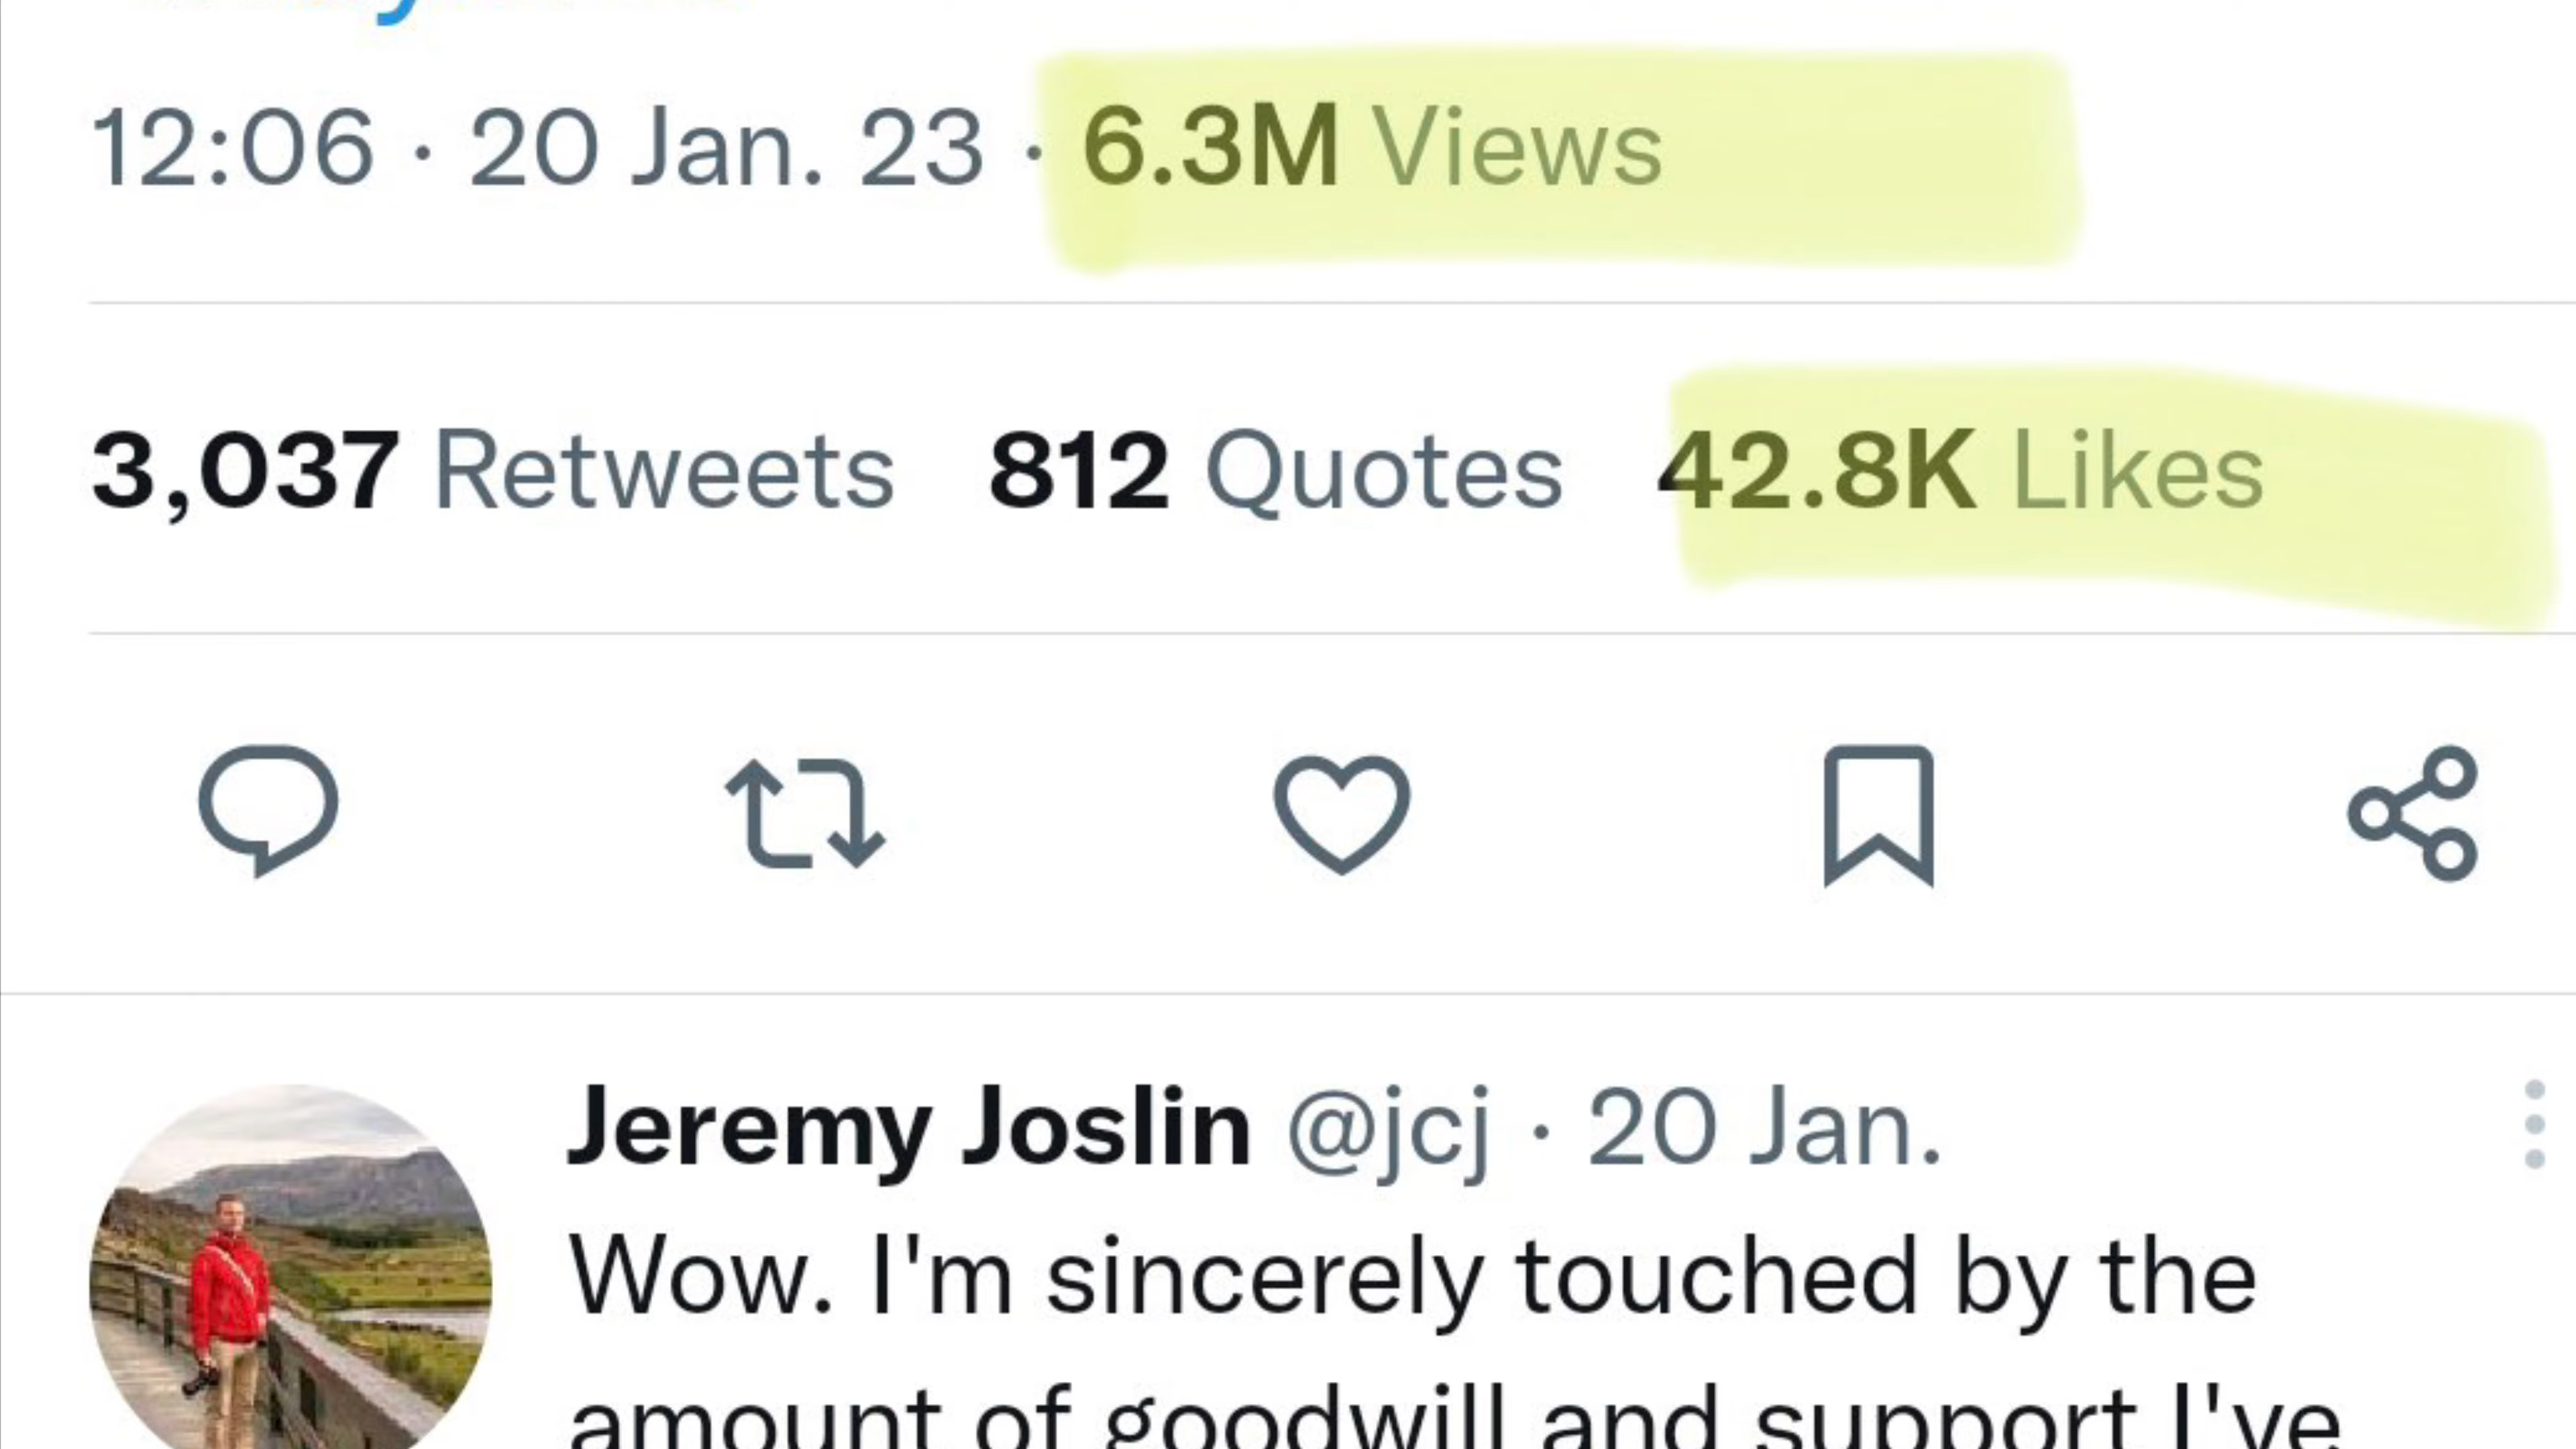 12:06 · 20 Jan. 23 · 6.3M Views
3,037 Retweets 812 Quotes 42.8K Likes
Jeremy Joslin @jcj · 20 Jan.
Wow. I'm sincerely touched by the
amount of goodwill and support I've